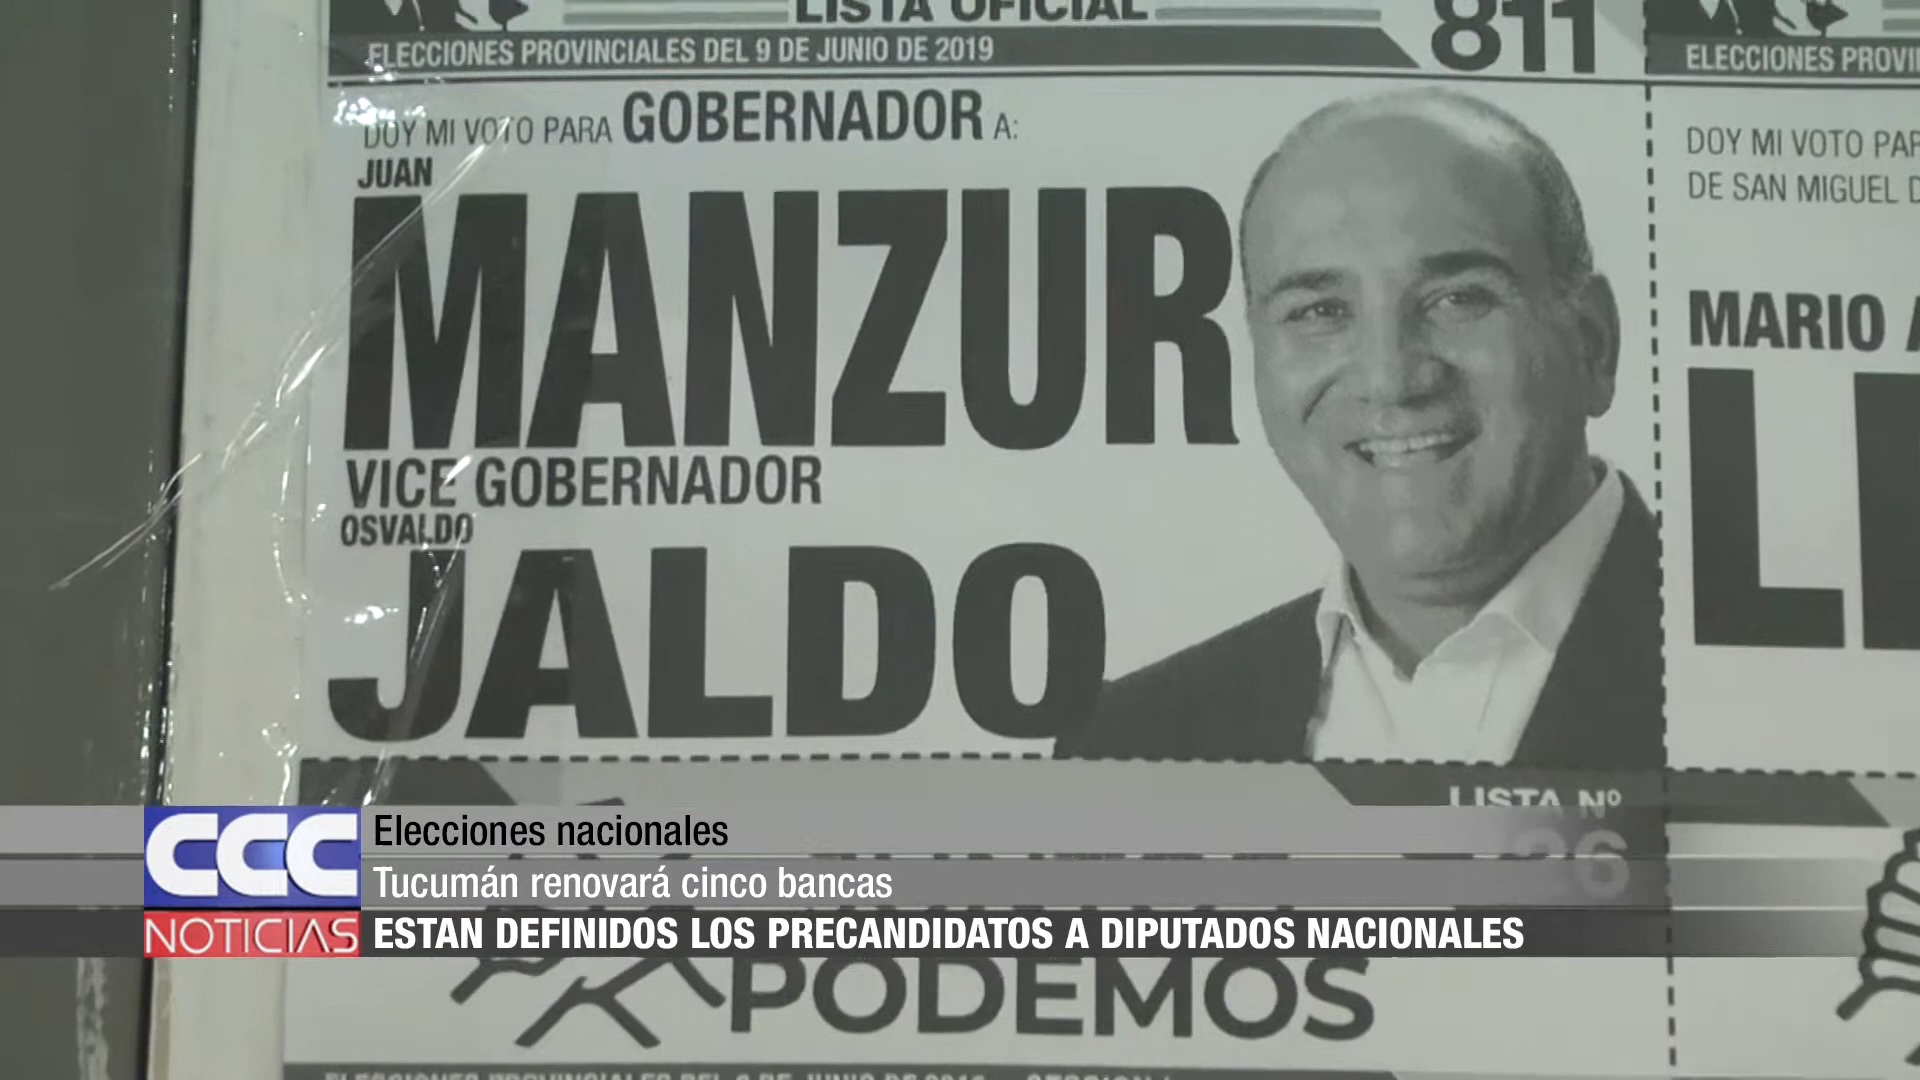 LISTA OFICIAL
811
ELECCIONES PROVINCIALES DEL 9 DE JUNIO DE 2019
ELECCIONES
DOY MI VOTO PARA GOBERNADOR A:
JUAN
MANZUR
VICE GOBERNADOR
OSVALDO
JALDO
DOY MI VOTO
DE SAN MIGUEL
MARIO
LISTA Nº
26
CCC
NOTICIAS
Elecciones nacionales
Tucumán renovará cinco bancas
ESTAN DEFINIDOS LOS PRECANDIDATOS A DIPUTADOS NACIONALES
PODEMOS